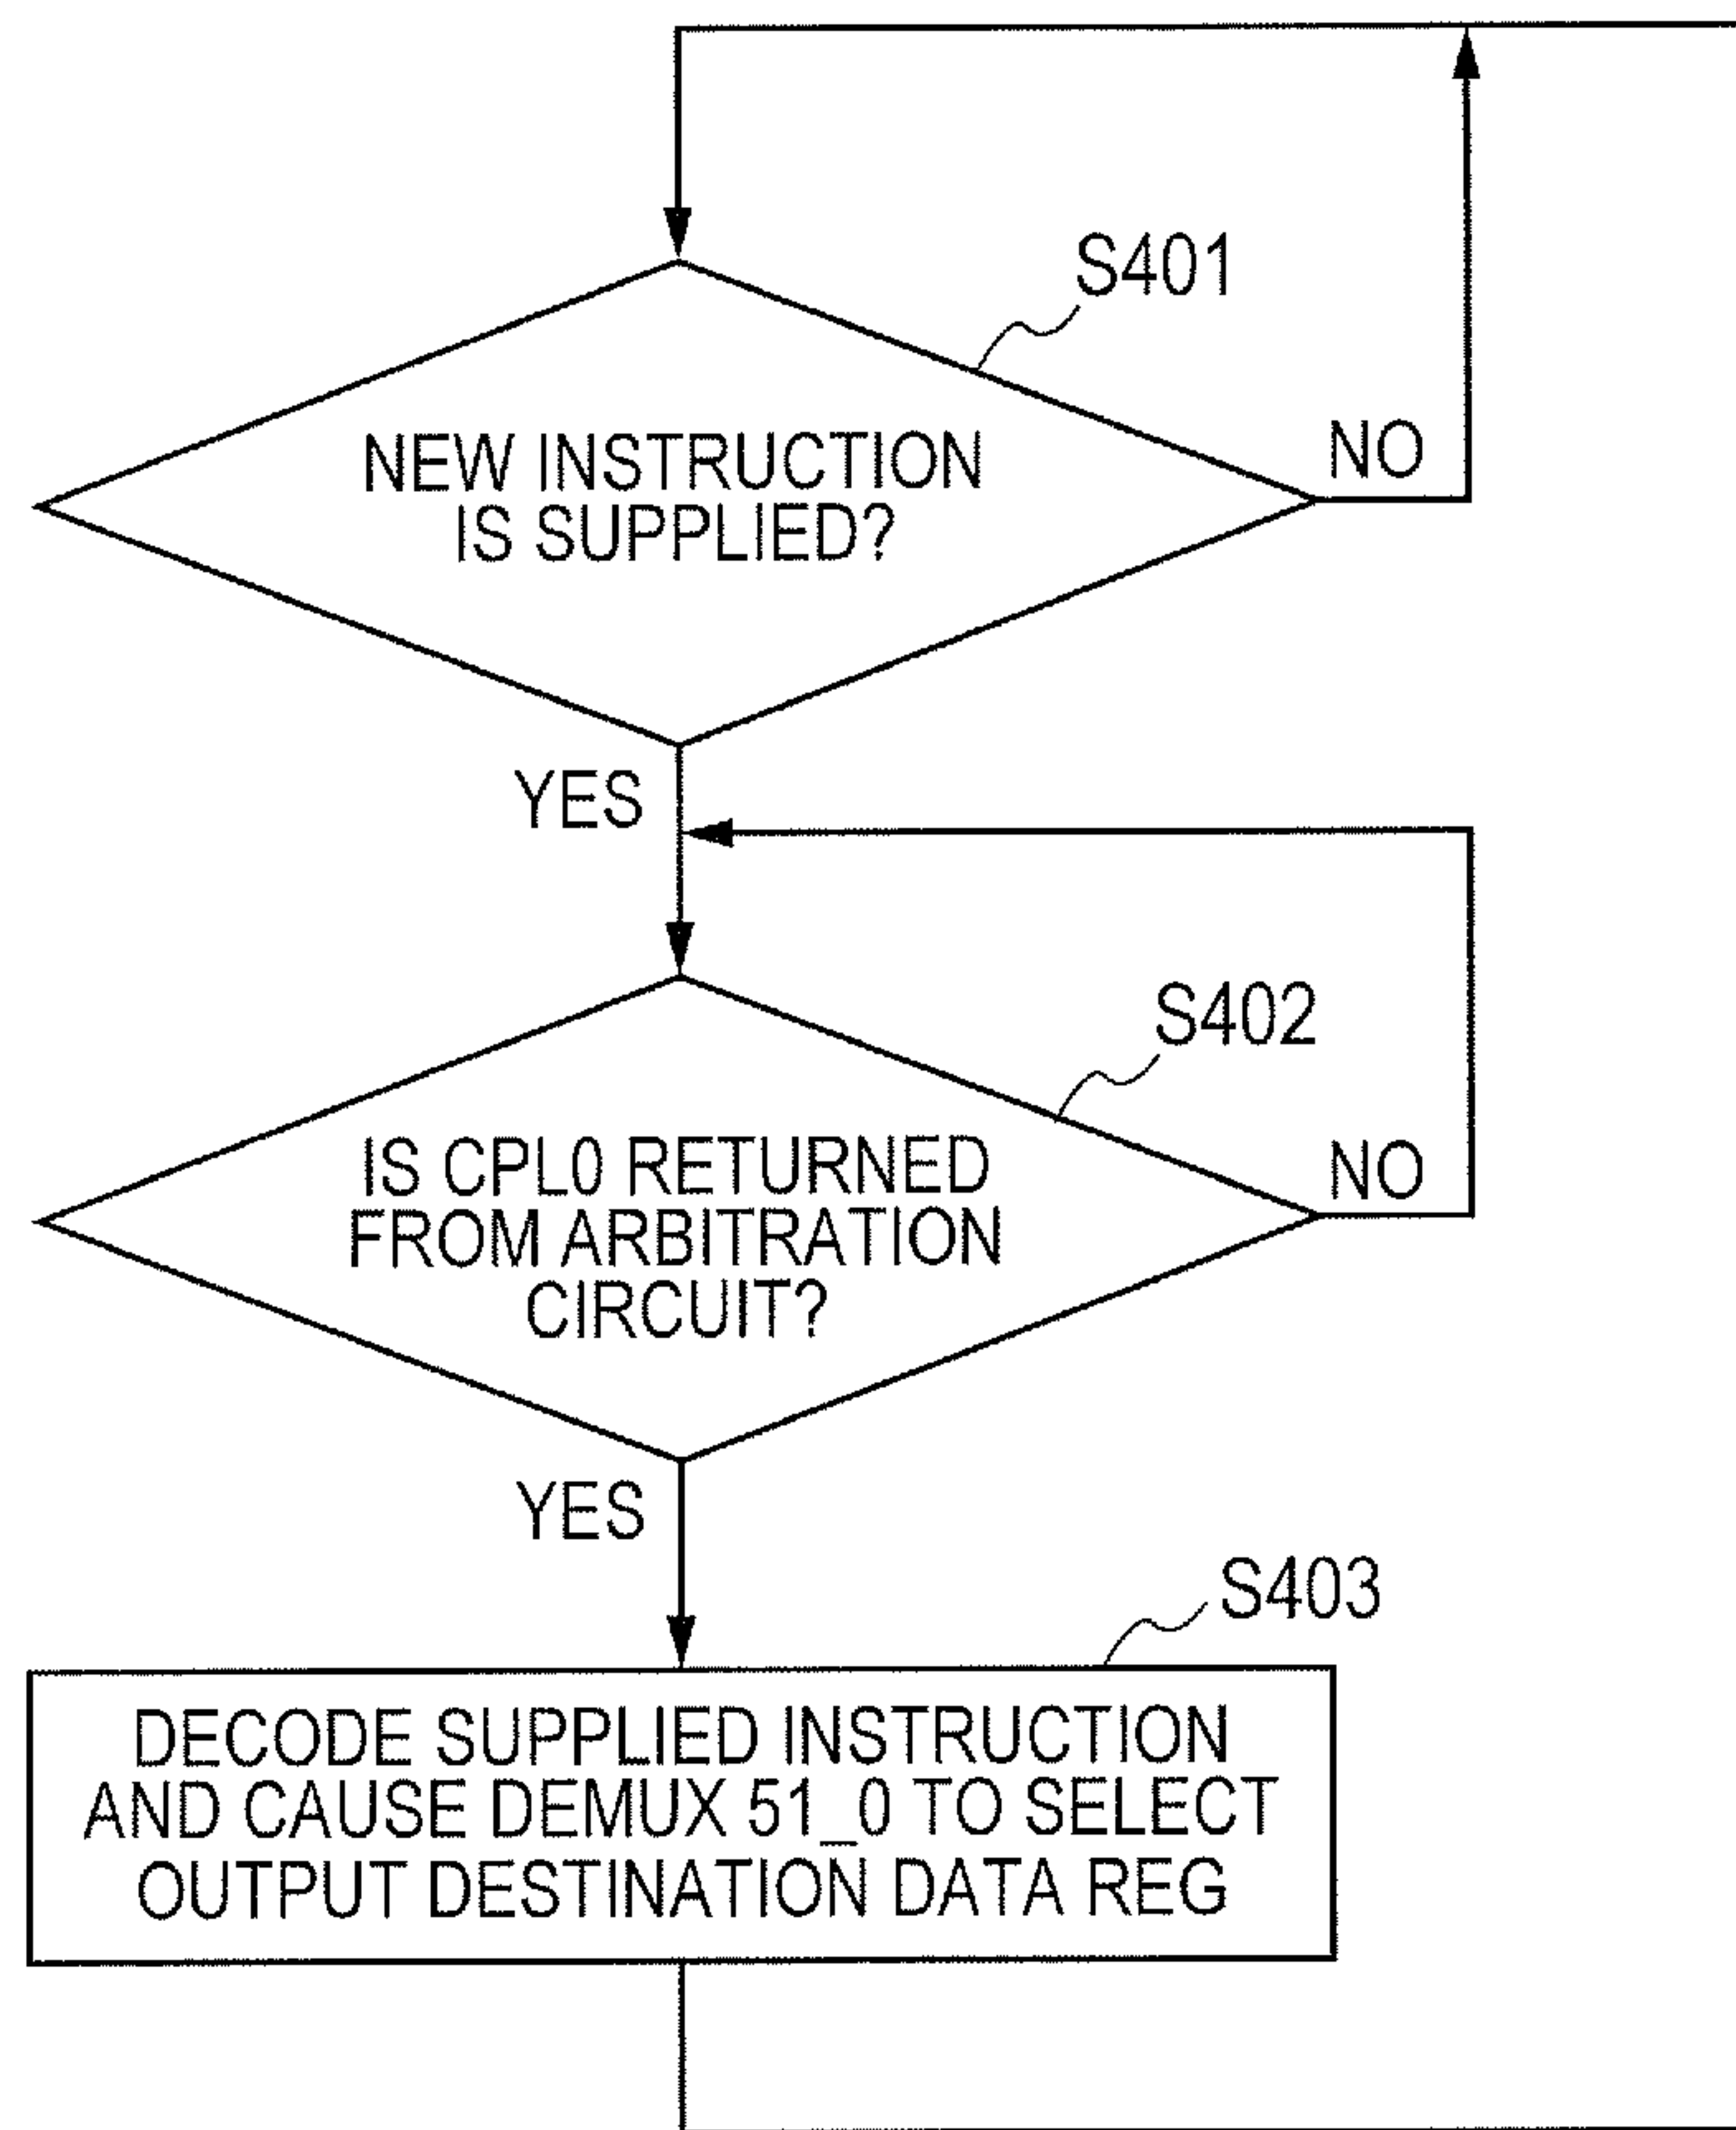 S401
NEW INSTRUCTION
IS SUPPLIED?
NO
YES
S402
IS CPL0 RETURNED
FROM ARBITRATION
CIRCUIT?
NO
YES
S403
DECODE SUPPLIED INSTRUCTION
AND CAUSE DEMUX 51_0 TO SELECT
OUTPUT DESTINATION DATA REG